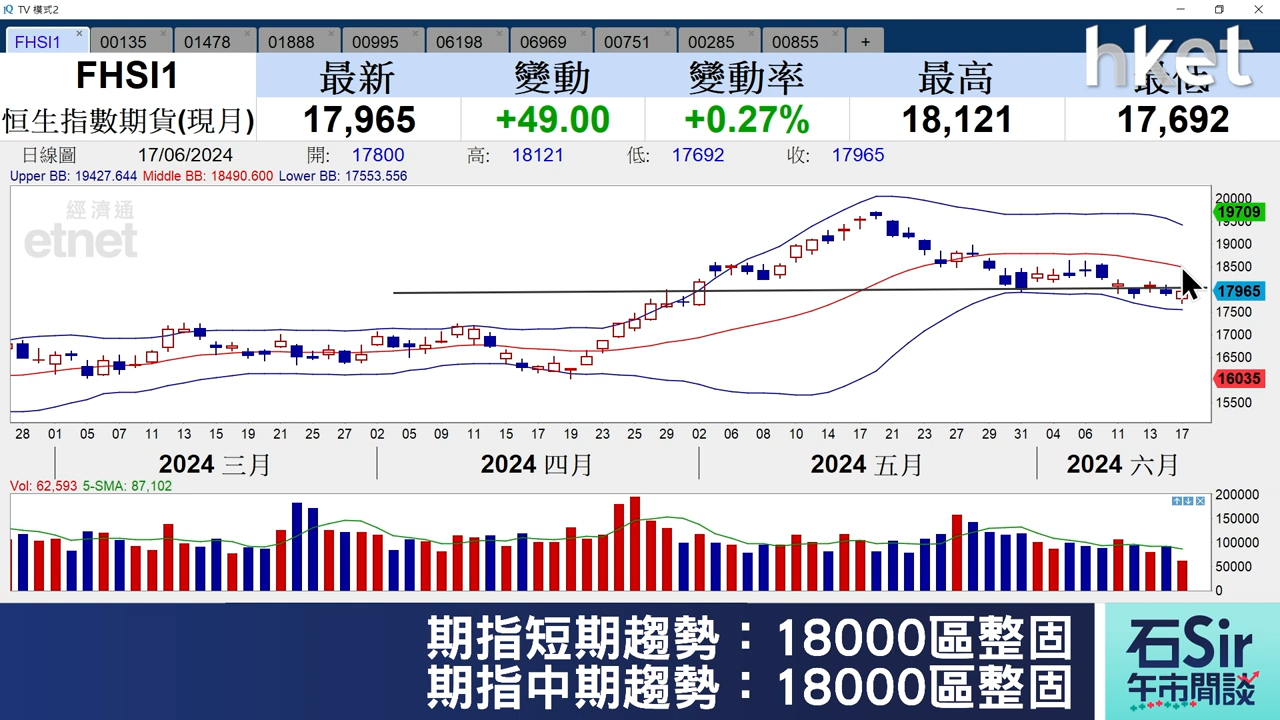 TV 模式2
FHSI1 00135 01478 01888 00995 06198 06969 00751 00285 00855 +
hket
FHSI1 最新 變動 變動率 最高 最低
恒生指數期貨(現月) 17,965 +49.00 +0.27% 18,121 17,692
日線圖 17/06/2024 開: 17800 高: 18121 低: 17692 收: 17965
Upper BB: 19427.644 Middle BB: 18490.600 Lower BB: 17553.556
經濟通
etnet
20000
19709
19500
19000
18500
17965
17500
17000
16500
16035
15500
28 01 05 07 11 13 15 19 21 25 27 02 05 09 11 15 17 19 23 25 29 02 06 08 10 14 17 21 23 27 29 31 04 06 11 13 17
2024 三月 2024 四月 2024 五月 2024 六月
Vol: 62,593 5-SMA: 87,102
200000
150000
100000
50000
0
期指短期趨勢：18000區整固
期指中期趨勢：18000區整固
石Sir
午市閒談